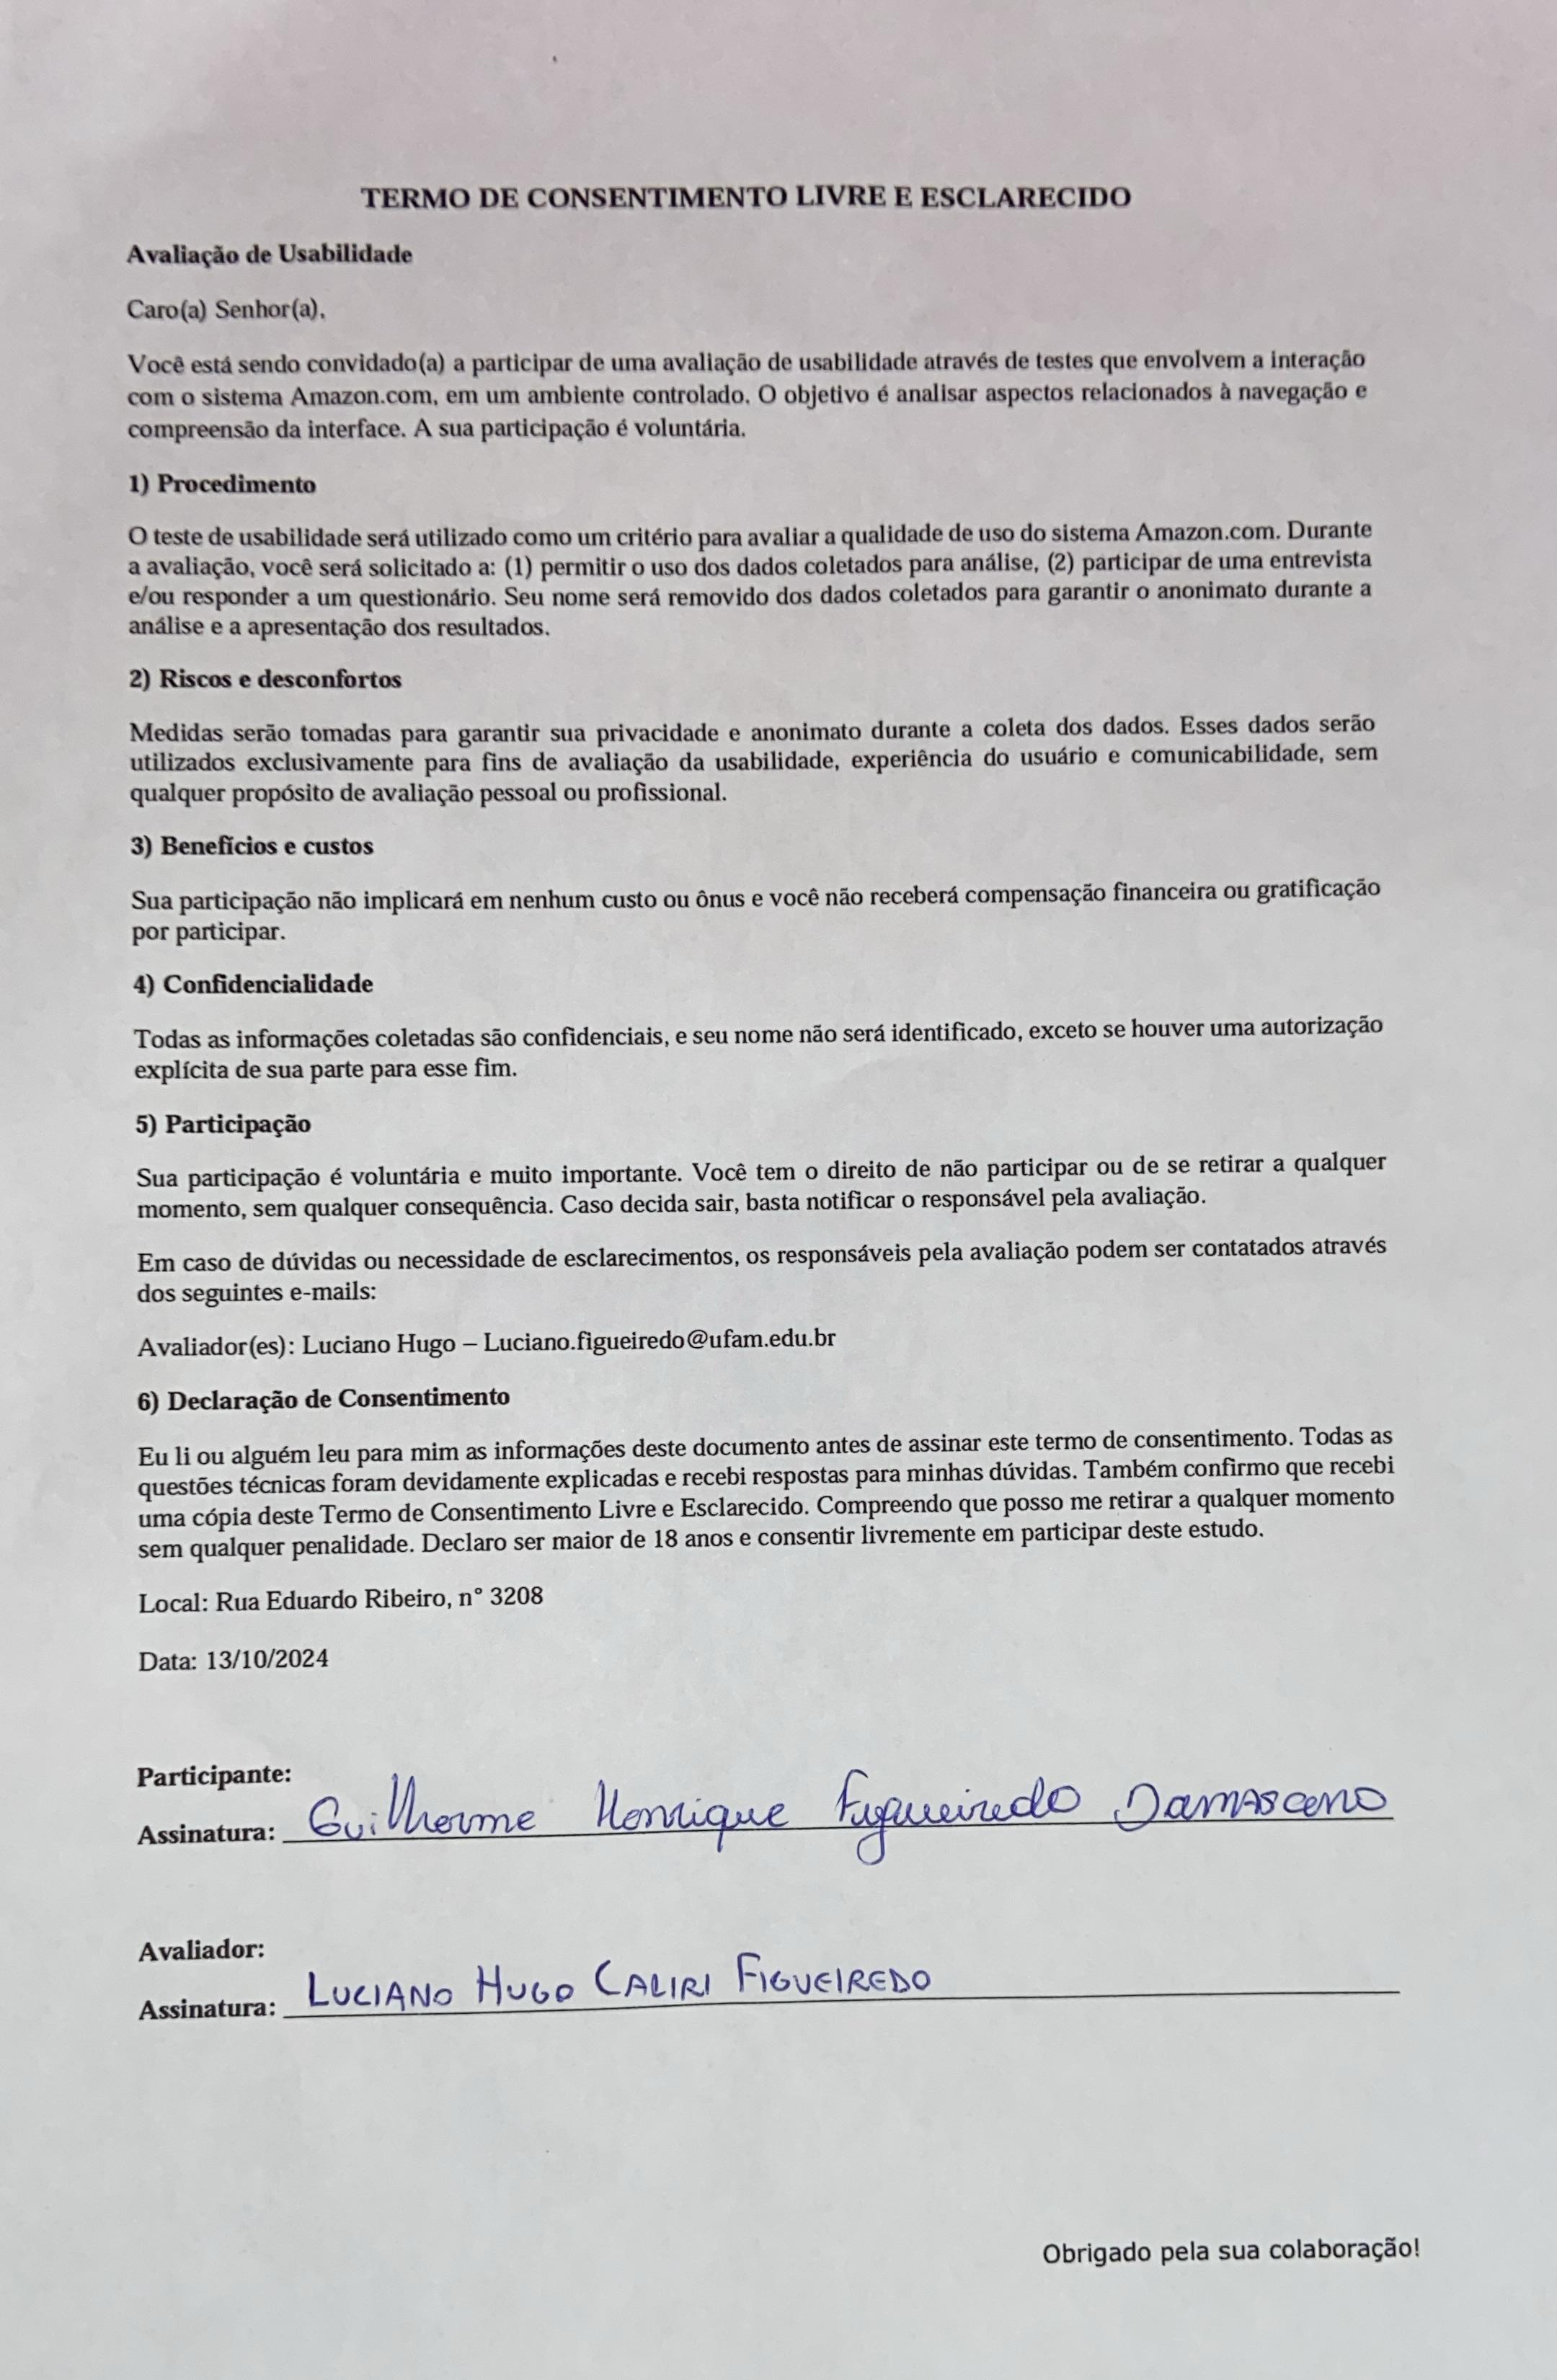 TERMO DE CONSENTIMENTO LIVRE E ESCLARECIDO
Avaliação de Usabilidade
Caro(a) Senhor(a),
Você está sendo convidado(a) a participar de uma avaliação de usabilidade através de testes que envolvem a interação
com o sistema Amazon.com, em um ambiente controlado. O objetivo é analisar aspectos relacionados à navegação e
compreensão da interface. A sua participação é voluntária.
1) Procedimento
O teste de usabilidade será utilizado como um critério para avaliar a qualidade de uso do sistema Amazon.com. Durante
a avaliação, você será solicitado a: (1) permitir o uso dos dados coletados para análise, (2) participar de uma entrevista
e/ou responder a um questionário. Seu nome será removido dos dados coletados para garantir o anonimato durante a
análise e a apresentação dos resultados.
2) Riscos e desconfortos
Medidas serão tomadas para garantir sua privacidade e anonimato durante a coleta dos dados. Esses dados serão
utilizados exclusivamente para fins de avaliação da usabilidade, experiência do usuário e comunicabilidade, sem
qualquer propósito de avaliação pessoal ou profissional.
3) Benefícios e custos
Sua participação não implicará em nenhum custo ou ônus e você não receberá compensação financeira ou gratificação
por participar.
4) Confidencialidade
Todas as informações coletadas são confidenciais, e seu nome não será identificado, exceto se houver uma autorização
explícita de sua parte para esse fim.
5) Participação
Sua participação é voluntária e muito importante. Você tem o direito de não participar ou de se retirar a qualquer
momento, sem qualquer consequência. Caso decida sair, basta notificar o responsável pela avaliação.
Em caso de dúvidas ou necessidade de esclarecimentos, os responsáveis pela avaliação podem ser contatados através
dos seguintes e-mails:
Avaliador(es): Luciano Hugo – Luciano.figueiredo@ufam.edu.br
6) Declaração de Consentimento
Eu li ou alguém leu para mim as informações deste documento antes de assinar este termo de consentimento. Todas as
questões técnicas foram devidamente explicadas e recebi respostas para minhas dúvidas. Também confirmo que recebi
uma cópia deste Termo de Consentimento Livre e Esclarecido. Compreendo que posso me retirar a qualquer momento
sem qualquer penalidade. Declaro ser maior de 18 anos e consentir livremente em participar deste estudo.
Local: Rua Eduardo Ribeiro, n° 3208
Data: 13/10/2024
Participante:
Assinatura: Guilherme Henrique Figueiredo Damasceno
Avaliador:
Assinatura: LUCIANO HUGO CALIRI FIGUEIREDO
Obrigado pela sua colaboração!